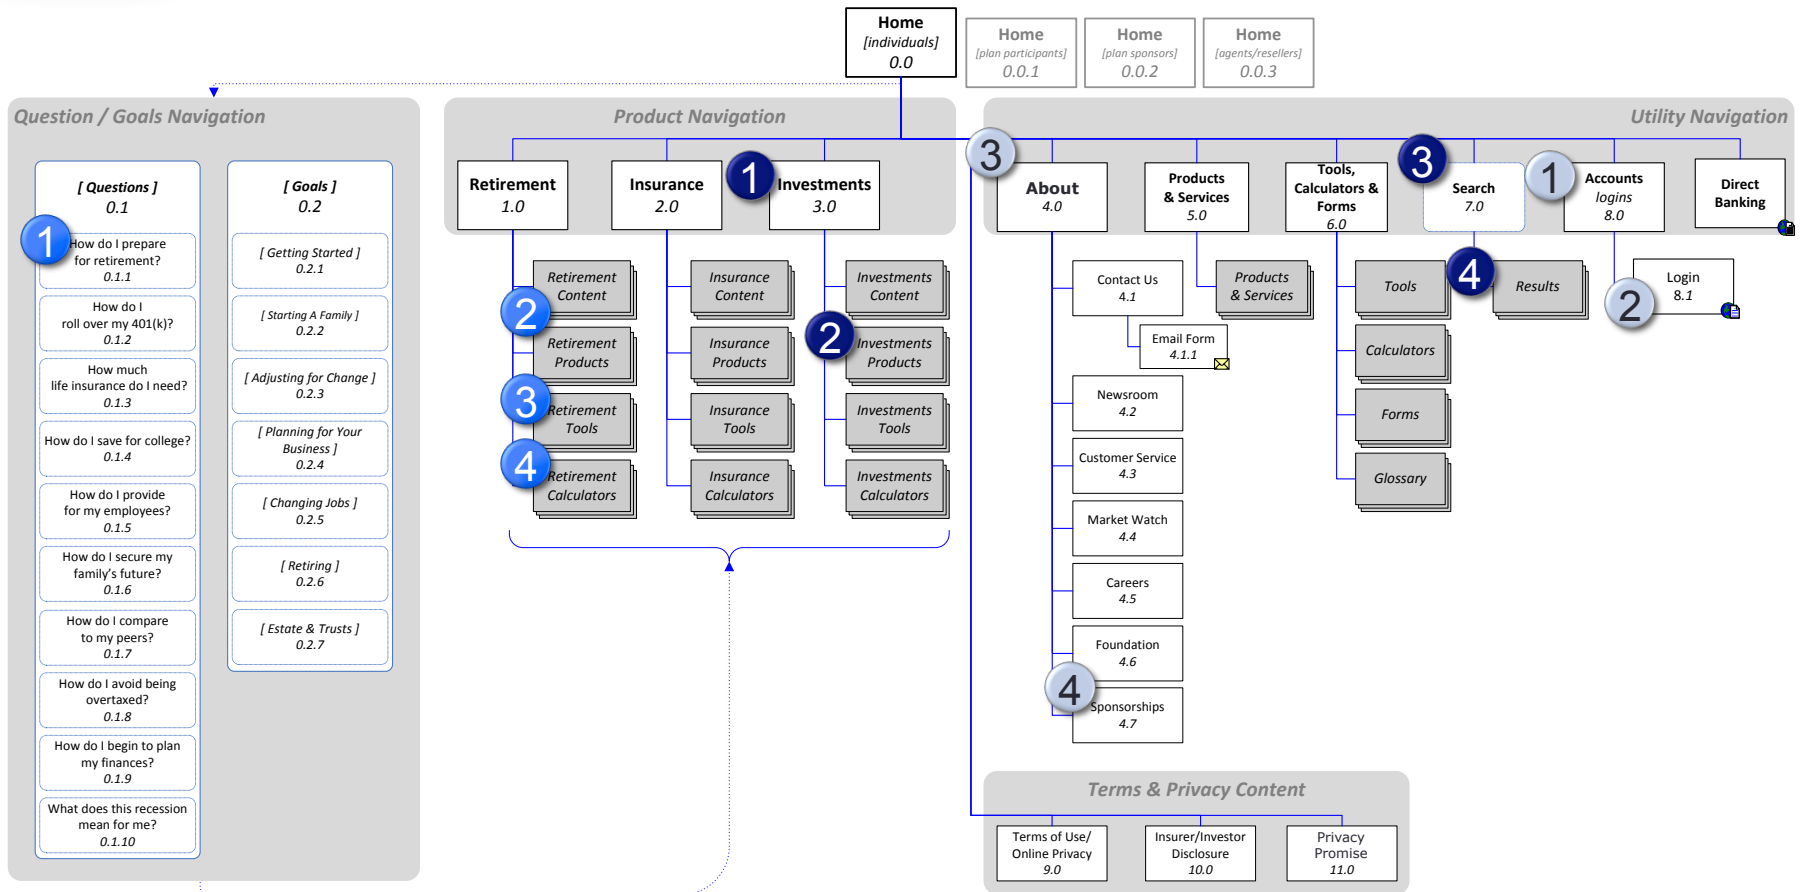 Home
[individuals]
0.0
Home
[plan participants]
0.0.1
Home
[plan sponsors]
0.0.2
Home
[agents/resellers]
0.0.3
Question / Goals Navigation
[ Questions ]
0.1
1
How do I prepare
for retirement?
0.1.1
How do I
roll over my 401(k)?
0.1.2
How much
life insurance do I need?
0.1.3
How do I save for college?
0.1.4
How do I provide
for my employees?
0.1.5
How do I secure my
family's future?
0.1.6
How do I compare
to my peers?
0.1.7
How do I avoid being
overtaxed?
0.1.8
How do I begin to plan
my finances?
0.1.9
What does this recession
mean for me?
0.1.10
[ Goals ]
0.2
[ Getting Started ]
0.2.1
[ Starting A Family ]
0.2.2
[ Adjusting for Change ]
0.2.3
[ Planning for Your
Business ]
0.2.4
[ Changing Jobs ]
0.2.5
[ Retiring ]
0.2.6
[ Estate & Trusts ]
0.2.7
Product Navigation
Retirement
1.0
Retirement
Content
2
Retirement
Products
3
Retirement
Tools
4
Retirement
Calculators
Insurance
2.0
Insurance
Content
Insurance
Products
Insurance
Tools
Insurance
Calculators
1
Investments
3.0
Investments
Content
2
Investments
Products
Investments
Tools
Investments
Calculators
Utility Navigation
3
About
4.0
Contact Us
4.1
Email Form
4.1.1
Newsroom
4.2
Customer Service
4.3
Market Watch
4.4
Careers
4.5
Foundation
4.6
4
Sponsorships
4.7
Products
& Services
5.0
Products
& Services
Tools,
Calculators &
Forms
6.0
Tools
Calculators
Forms
Glossary
3
Search
7.0
4
Results
1
Accounts
logins
8.0
2
Login
8.1
Direct
Banking
Terms & Privacy Content
Terms of Use/
Online Privacy
9.0
Insurer/Investor
Disclosure
10.0
Privacy
Promise
11.0